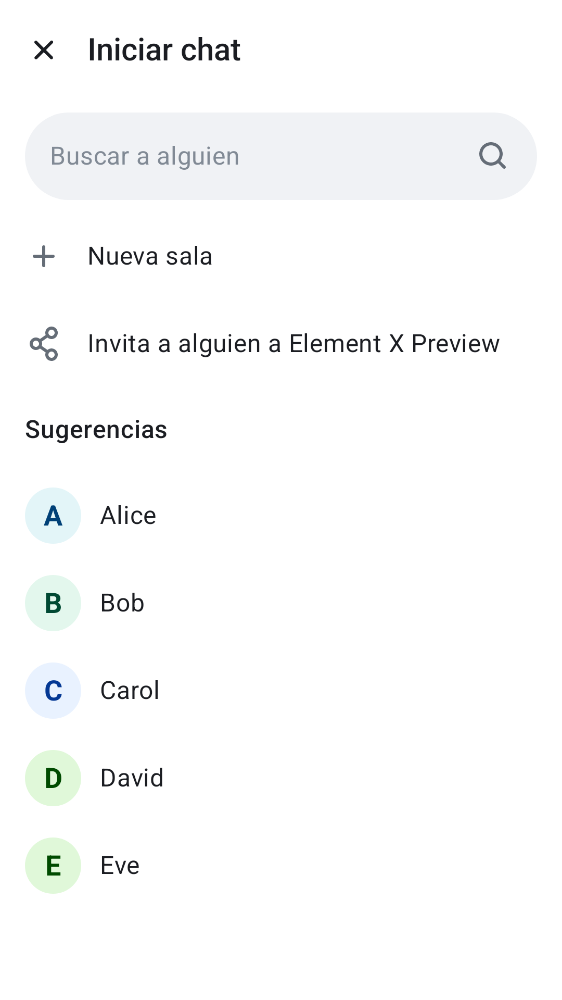 Iniciar chat
Buscar a alguien
Nueva sala
Invita a alguien a Element X Preview
Sugerencias
A Alice
B Bob
C Carol
D David
E Eve